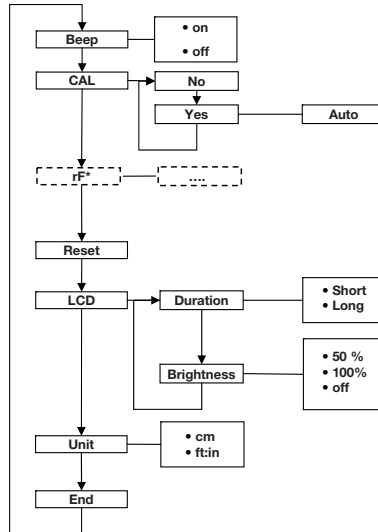 Beep
• on
• off
CAL
No
Yes
Auto
rF*
....
Reset
LCD
Duration
• Short
• Long
Brightness
• 50 %
• 100%
• off
Unit
• cm
• ft:in
End